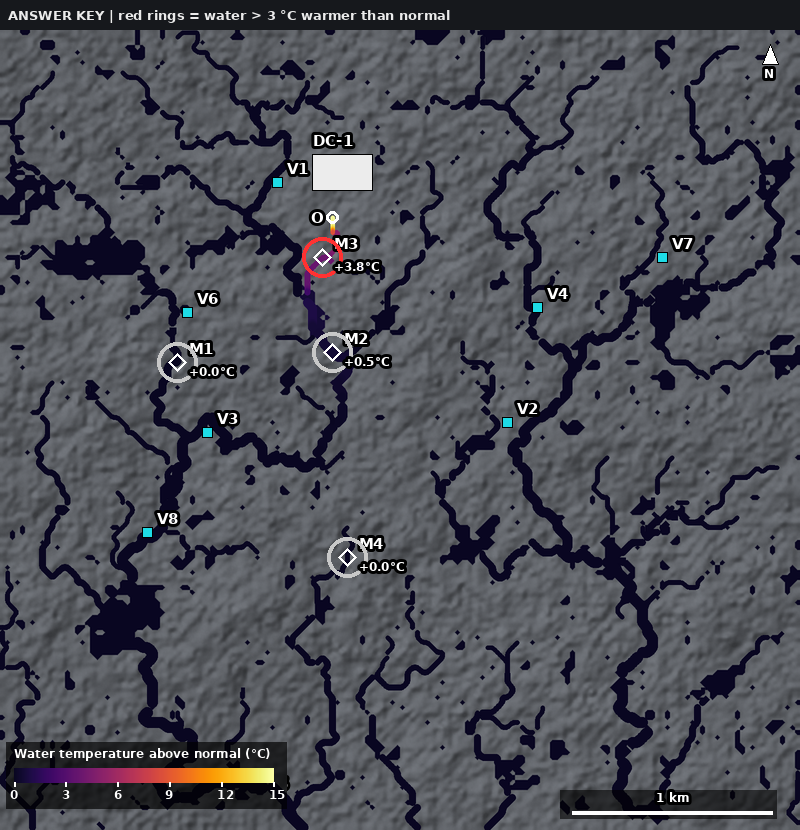 ANSWER KEY | red rings = water > 3 °C warmer than normal
N
DC-1
V1
O
M3
+3.8°C
V7
V6
V4
M2
+0.5°C
M1
+0.0°C
V2
V3
V8
M4
+0.0°C
Water temperature above normal (°C)
0 3 6 9 12 15
1 km